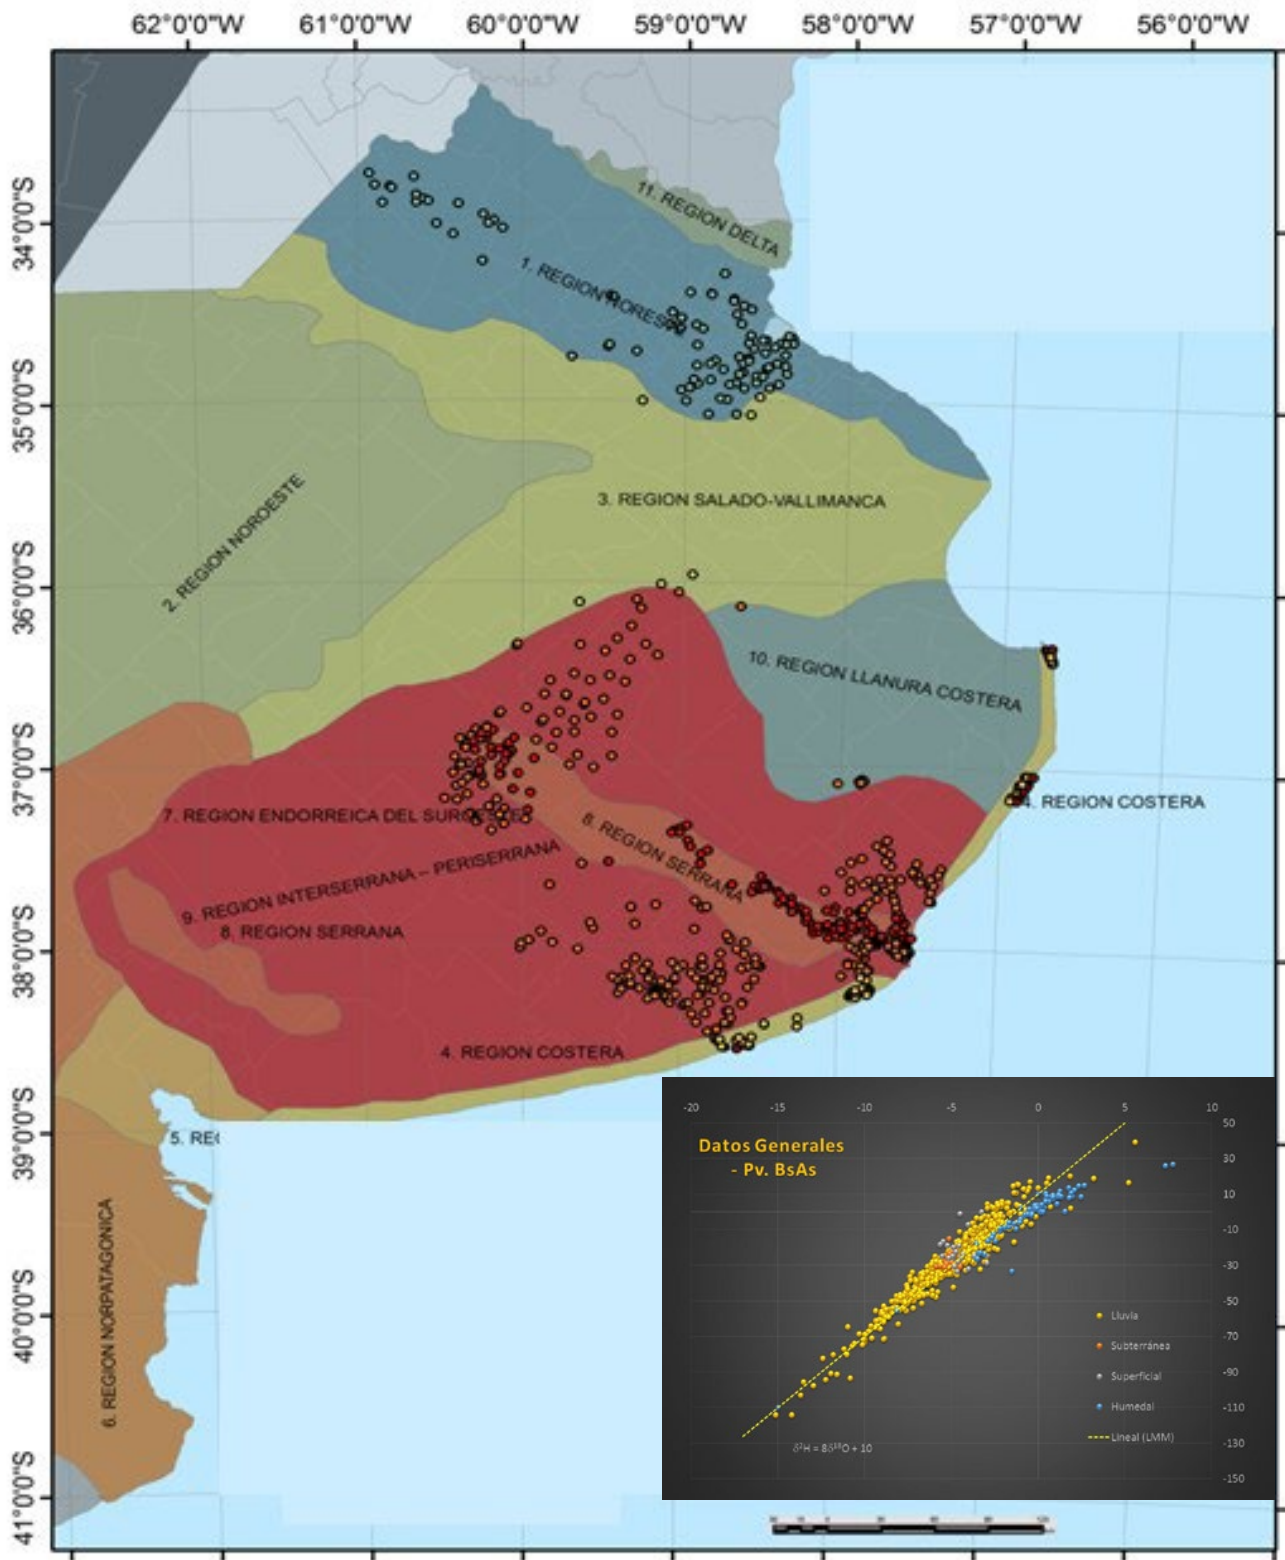 62°0'0"W 61°0'0"W 60°0'0"W 59°0'0"W 58°0'0"W 57°0'0"W 56°0'0"W
34°0'0"S
35°0'0"S
36°0'0"S
37°0'0"S
38°0'0"S
39°0'0"S
40°0'0"S
41°0'0"S
11. REGION DELTA
1. REGION NORES
3. REGION SALADO-VALLIMANCA
2. REGION NOROESTE
10. REGION LLANURA COSTERA
4. REGION COSTERA
7. REGION ENDORREICA DEL SUROESTE
8. REGION SERRANA
9. REGION INTERSERRANA – PERISERRANA
8. REGION SERRANA
4. REGION COSTERA
5. REG
6. REGION NORPATAGONICA
-20 -15 -10 -5 0 5 10
Datos Generales
- Pv. BsAs
50
30
10
-10
-30
-50
-70
-90
-110
-130
-150
Lluvia
Subterránea
Superficial
Humedal
Lineal (LMM)
δ²H = 8δ¹⁸O + 10